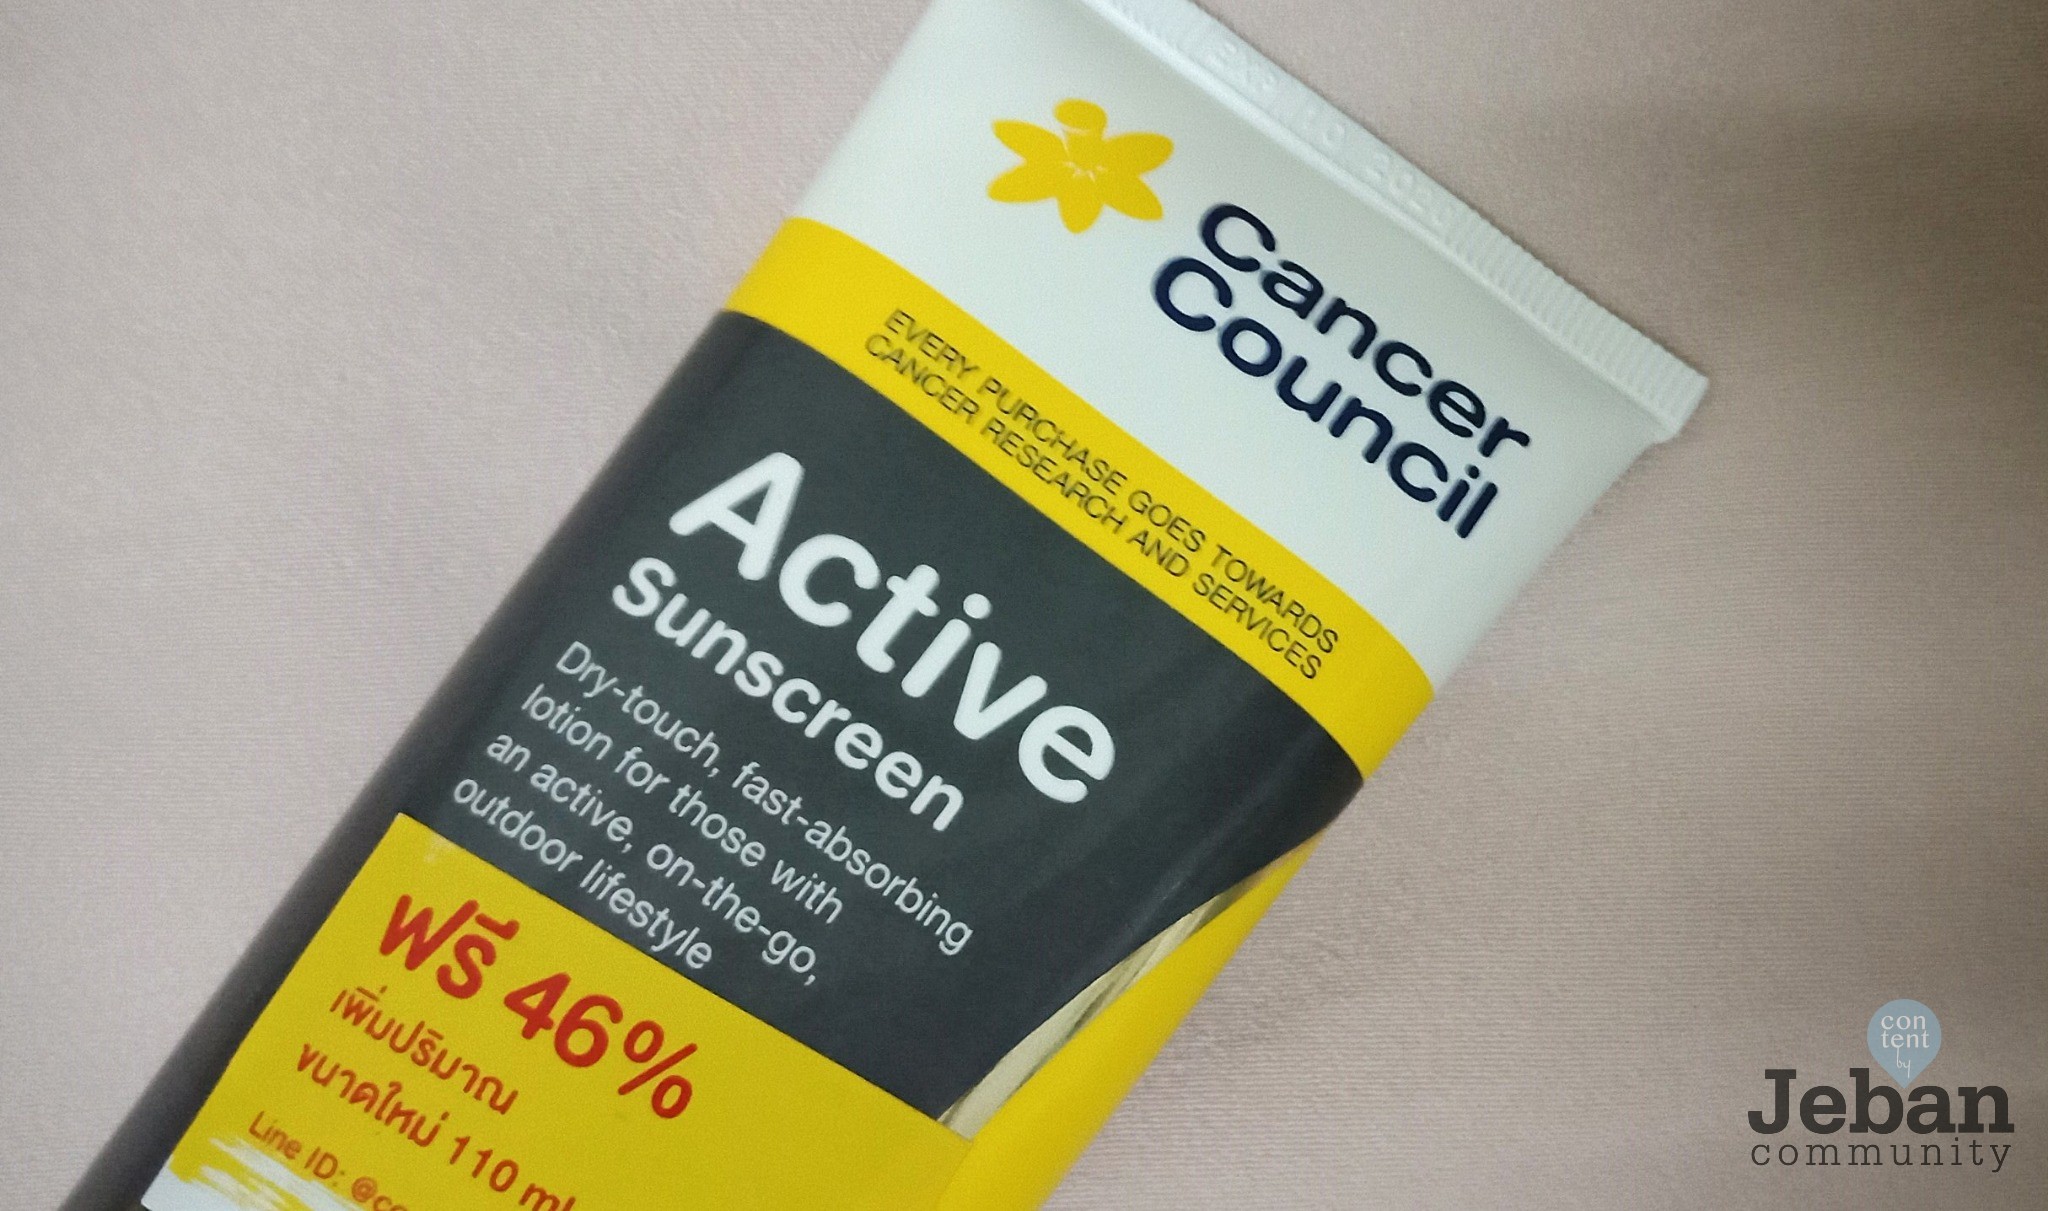 Cancer
Council
EVERY PURCHASE GOES TOWARDS
CANCER RESEARCH AND SERVICES
Active
Sunscreen
Dry-touch, fast-absorbing
lotion for those with
an active, on-the-go,
outdoor lifestyle
ฟรี 46%
เพิ่มปริมาณ
ขนาดใหม่ 110 ml
Line ID:
con
tent
by
Jeban
community